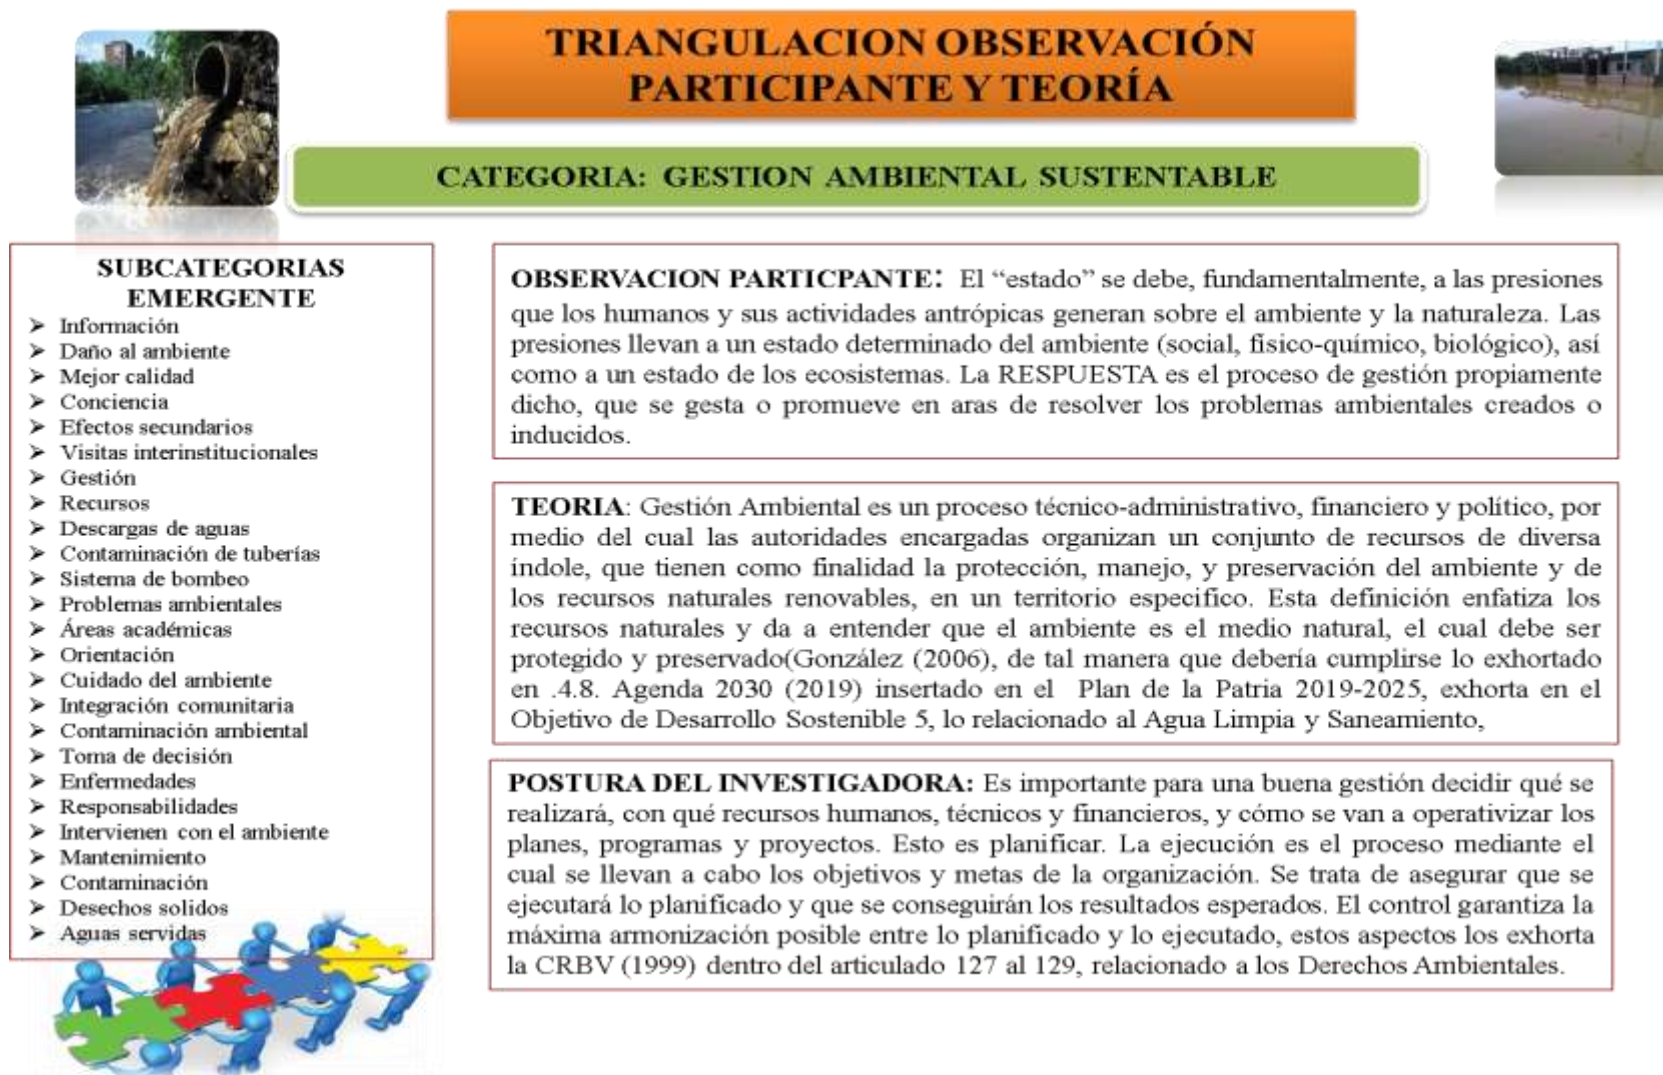 TRIANGULACION OBSERVACIÓN
PARTICIPANTE Y TEORÍA
CATEGORIA: GESTION AMBIENTAL SUSTENTABLE
SUBCATEGORIAS
EMERGENTE
➤ Información
➤ Daño al ambiente
➤ Mejor calidad
➤ Conciencia
➤ Efectos secundarios
➤ Visitas interinstitucionales
➤ Gestión
➤ Recursos
➤ Descargas de aguas
➤ Contaminación de tuberías
➤ Sistema de bombeo
➤ Problemas ambientales
➤ Áreas académicas
➤ Orientación
➤ Cuidado del ambiente
➤ Integración comunitaria
➤ Contaminación ambiental
➤ Toma de decisión
➤ Enfermedades
➤ Responsabilidades
➤ Intervienen con el ambiente
➤ Mantenimiento
➤ Contaminación
➤ Desechos solidos
➤ Aguas servidas
OBSERVACION PARTICPANTE: El “estado” se debe, fundamentalmente, a las presiones
que los humanos y sus actividades antrópicas generan sobre el ambiente y la naturaleza. Las
presiones llevan a un estado determinado del ambiente (social, físico-químico, biológico), así
como a un estado de los ecosistemas. La RESPUESTA es el proceso de gestión propiamente
dicho, que se gesta o promueve en aras de resolver los problemas ambientales creados o
inducidos.
TEORIA: Gestión Ambiental es un proceso técnico-administrativo, financiero y político, por
medio del cual las autoridades encargadas organizan un conjunto de recursos de diversa
índole, que tienen como finalidad la protección, manejo, y preservación del ambiente y de
los recursos naturales renovables, en un territorio especifico. Esta definición enfatiza los
recursos naturales y da a entender que el ambiente es el medio natural, el cual debe ser
protegido y preservado(González (2006), de tal manera que debería cumplirse lo exhortado
en .4.8. Agenda 2030 (2019) insertado en el Plan de la Patria 2019-2025, exhorta en el
Objetivo de Desarrollo Sostenible 5, lo relacionado al Agua Limpia y Saneamiento,
POSTURA DEL INVESTIGADORA: Es importante para una buena gestión decidir qué se
realizará, con qué recursos humanos, técnicos y financieros, y cómo se van a operativizar los
planes, programas y proyectos. Esto es planificar. La ejecución es el proceso mediante el
cual se llevan a cabo los objetivos y metas de la organización. Se trata de asegurar que se
ejecutará lo planificado y que se conseguirán los resultados esperados. El control garantiza la
máxima armonización posible entre lo planificado y lo ejecutado, estos aspectos los exhorta
la CRBV (1999) dentro del articulado 127 al 129, relacionado a los Derechos Ambientales.